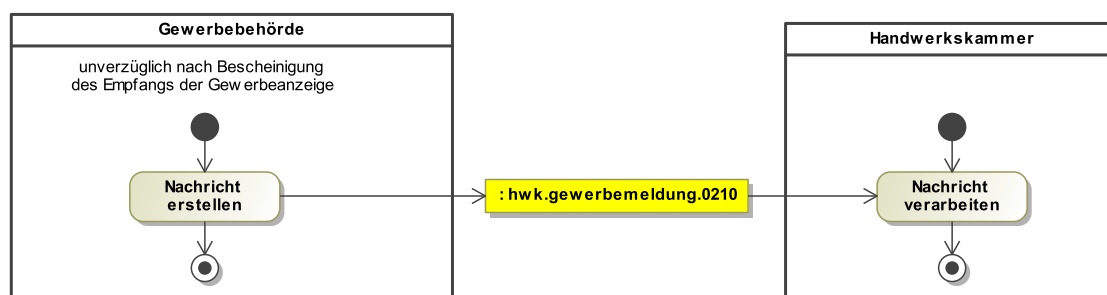 Gewerbebehörde
unverzüglich nach Bescheinigung
des Empfangs der Gewerbeanzeige
Nachricht
erstellen
: hwk.gewerbemeldung.0210
Handwerkskammer
Nachricht
verarbeiten